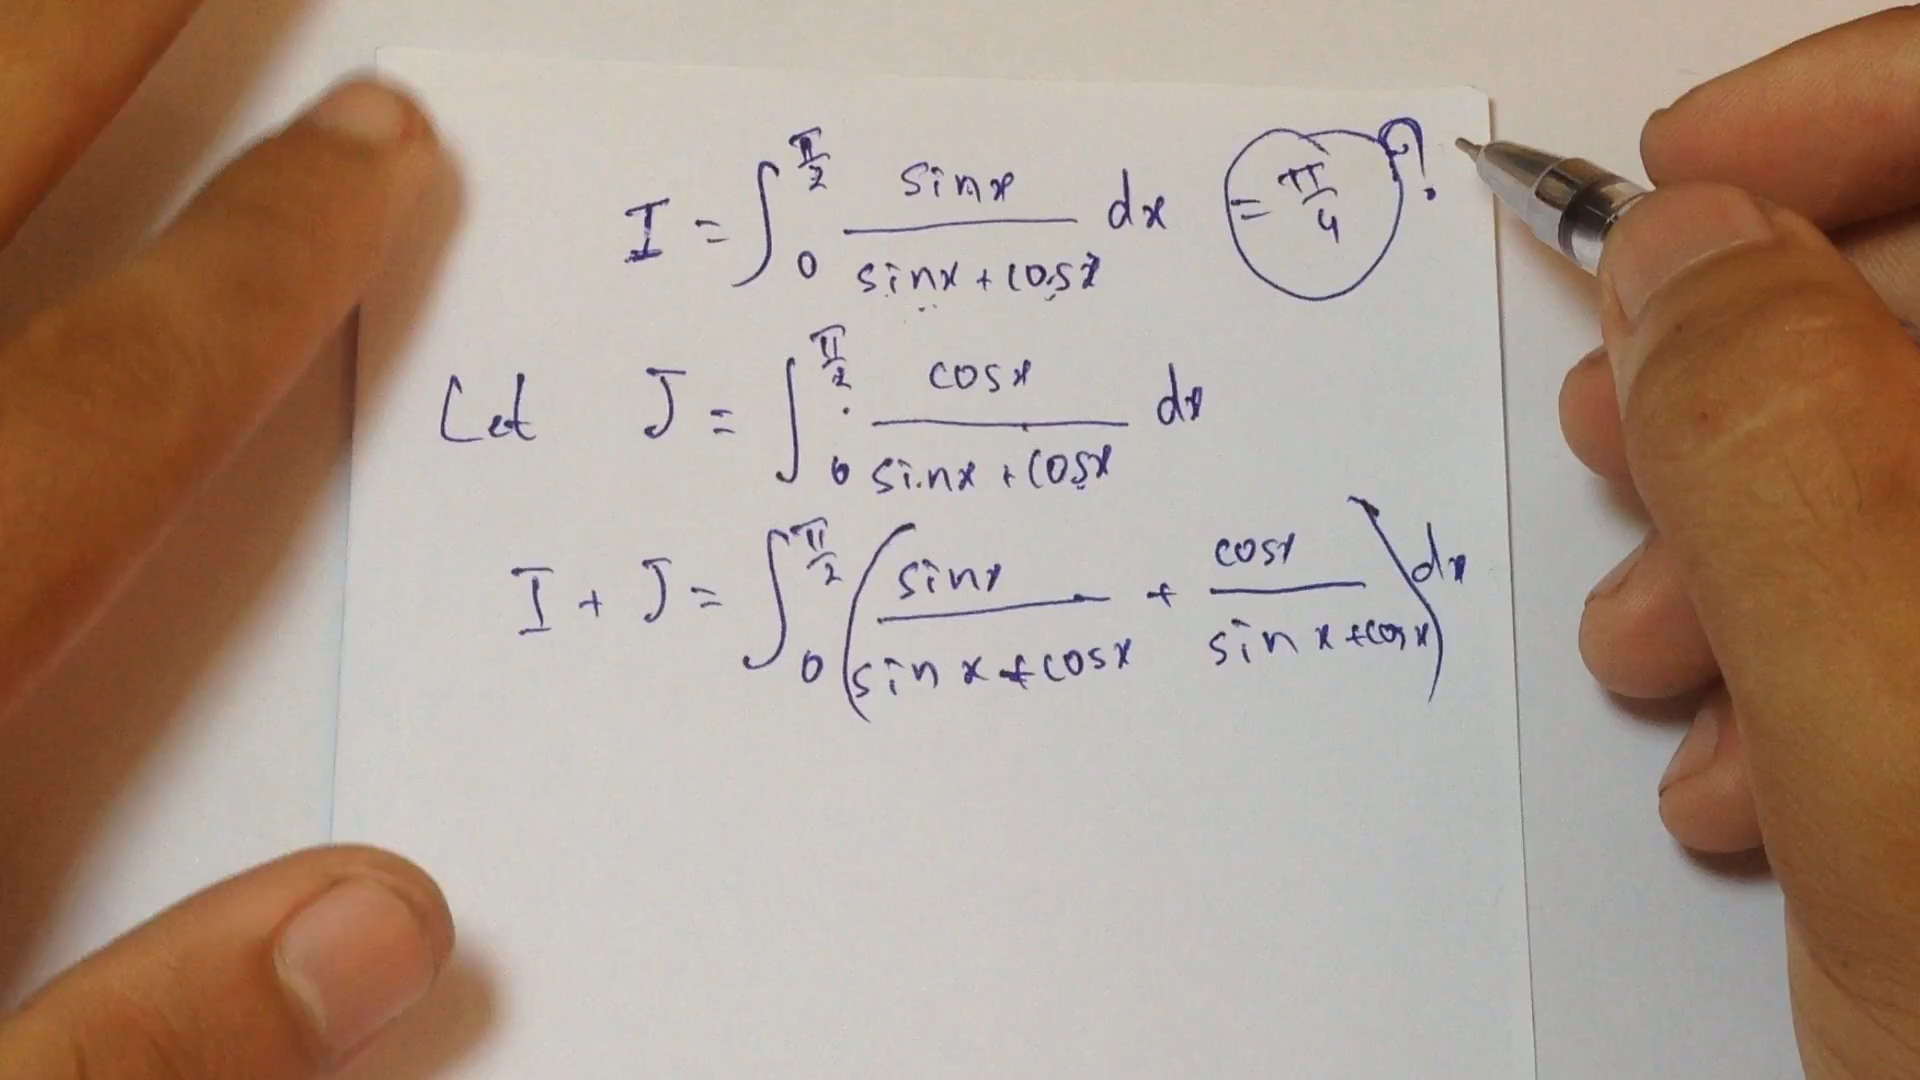 I = ∫₀^(π/2) sinx/(sinx + cosx) dx = π/4 ?
Let J = ∫₀^(π/2) cosx/(sinx + cosx) dx
I + J = ∫₀^(π/2) (sinx/(sinx + cosx) + cosx/(sinx + cosx)) dx